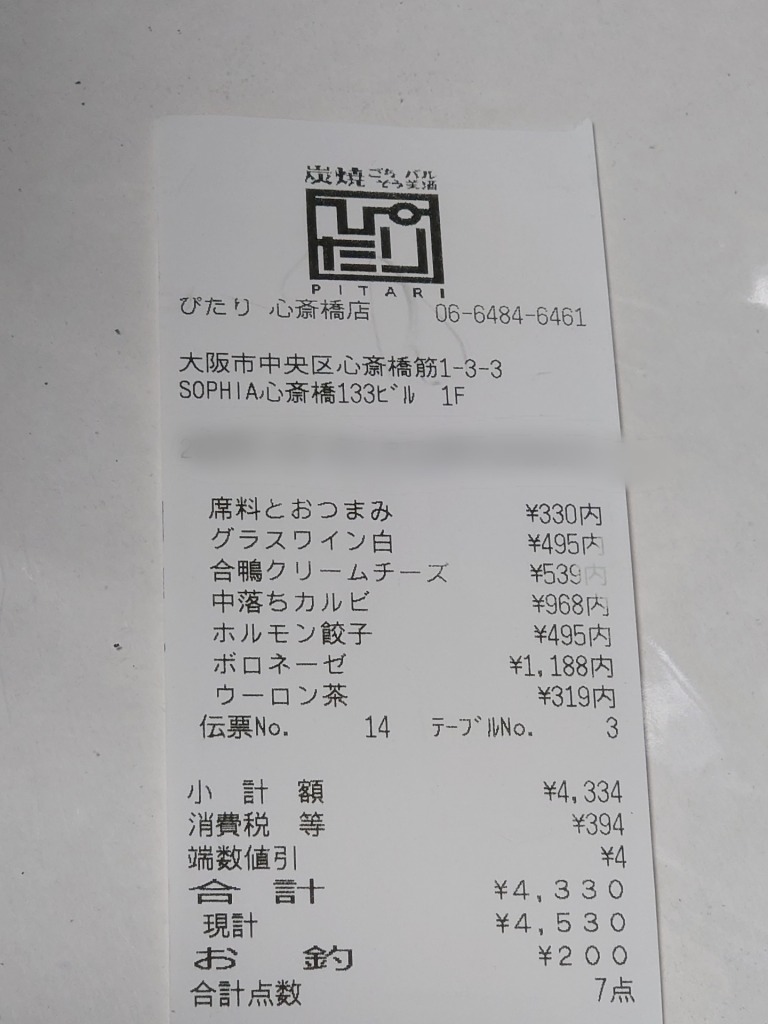 炭焼 ごちそう バル美酒
ぴたり
PITARI
ぴたり 心斎橋店 06-6484-6461
大阪市中央区心斎橋筋1-3-3
SOPHIA心斎橋133ﾋﾞﾙ 1F
席料とおつまみ ¥330内
グラスワイン白 ¥495内
合鴨クリームチーズ ¥539内
中落ちカルビ ¥968内
ホルモン餃子 ¥495内
ボロネーゼ ¥1,188内
ウーロン茶 ¥319内
伝票No. 14 ﾃｰﾌﾞﾙNo. 3
小計額 ¥4,334
消費税等 ¥394
端数値引 ¥4
合計 ¥4,330
現計 ¥4,530
お釣 ¥200
合計点数 7点